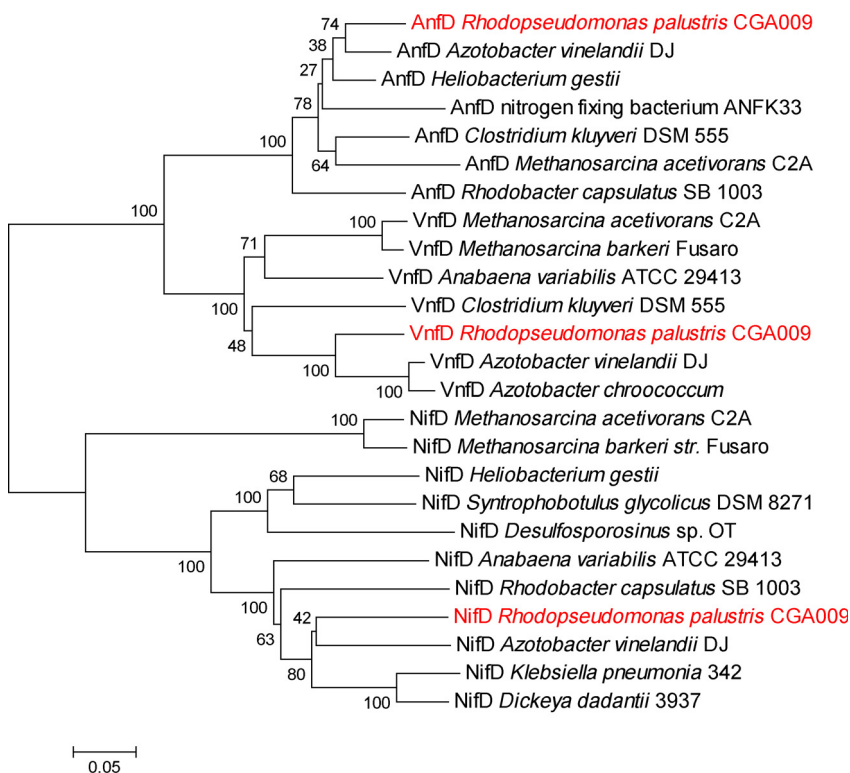 74
AnfD Rhodopseudomonas palustris CGA009
38
AnfD Azotobacter vinelandii DJ
27
AnfD Heliobacterium gestii
78
AnfD nitrogen fixing bacterium ANFK33
100
AnfD Clostridium kluyveri DSM 555
64
AnfD Methanosarcina acetivorans C2A
AnfD Rhodobacter capsulatus SB 1003
100
100
VnfD Methanosarcina acetivorans C2A
71
VnfD Methanosarcina barkeri Fusaro
VnfD Anabaena variabilis ATCC 29413
100
VnfD Clostridium kluyveri DSM 555
48
VnfD Rhodopseudomonas palustris CGA009
100
VnfD Azotobacter vinelandii DJ
100
VnfD Azotobacter chroococcum
100
NifD Methanosarcina acetivorans C2A
NifD Methanosarcina barkeri str. Fusaro
68
NifD Heliobacterium gestii
100
NifD Syntrophobotulus glycolicus DSM 8271
NifD Desulfosporosinus sp. OT
100
NifD Anabaena variabilis ATCC 29413
100
NifD Rhodobacter capsulatus SB 1003
42
NifD Rhodopseudomonas palustris CGA009
63
NifD Azotobacter vinelandii DJ
80
NifD Klebsiella pneumonia 342
100
NifD Dickeya dadantii 3937
0.05